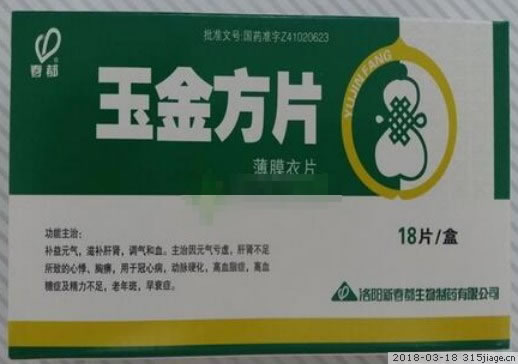 批准文号:国药准字Z41020623
春都
YUJIN FANG
玉金方片
薄膜衣片
功能主治:
补益元气,滋补肝肾,调气和血。主治因元气亏虚,肝肾不足
所致的心悸,胸痹,用于冠心病,动脉硬化,高血脂症,高血
糖症及精力不足,老年斑,早衰症。
18片/盒
洛阳新春都生物制药有限公司
2018-03-18 315jiage.cn